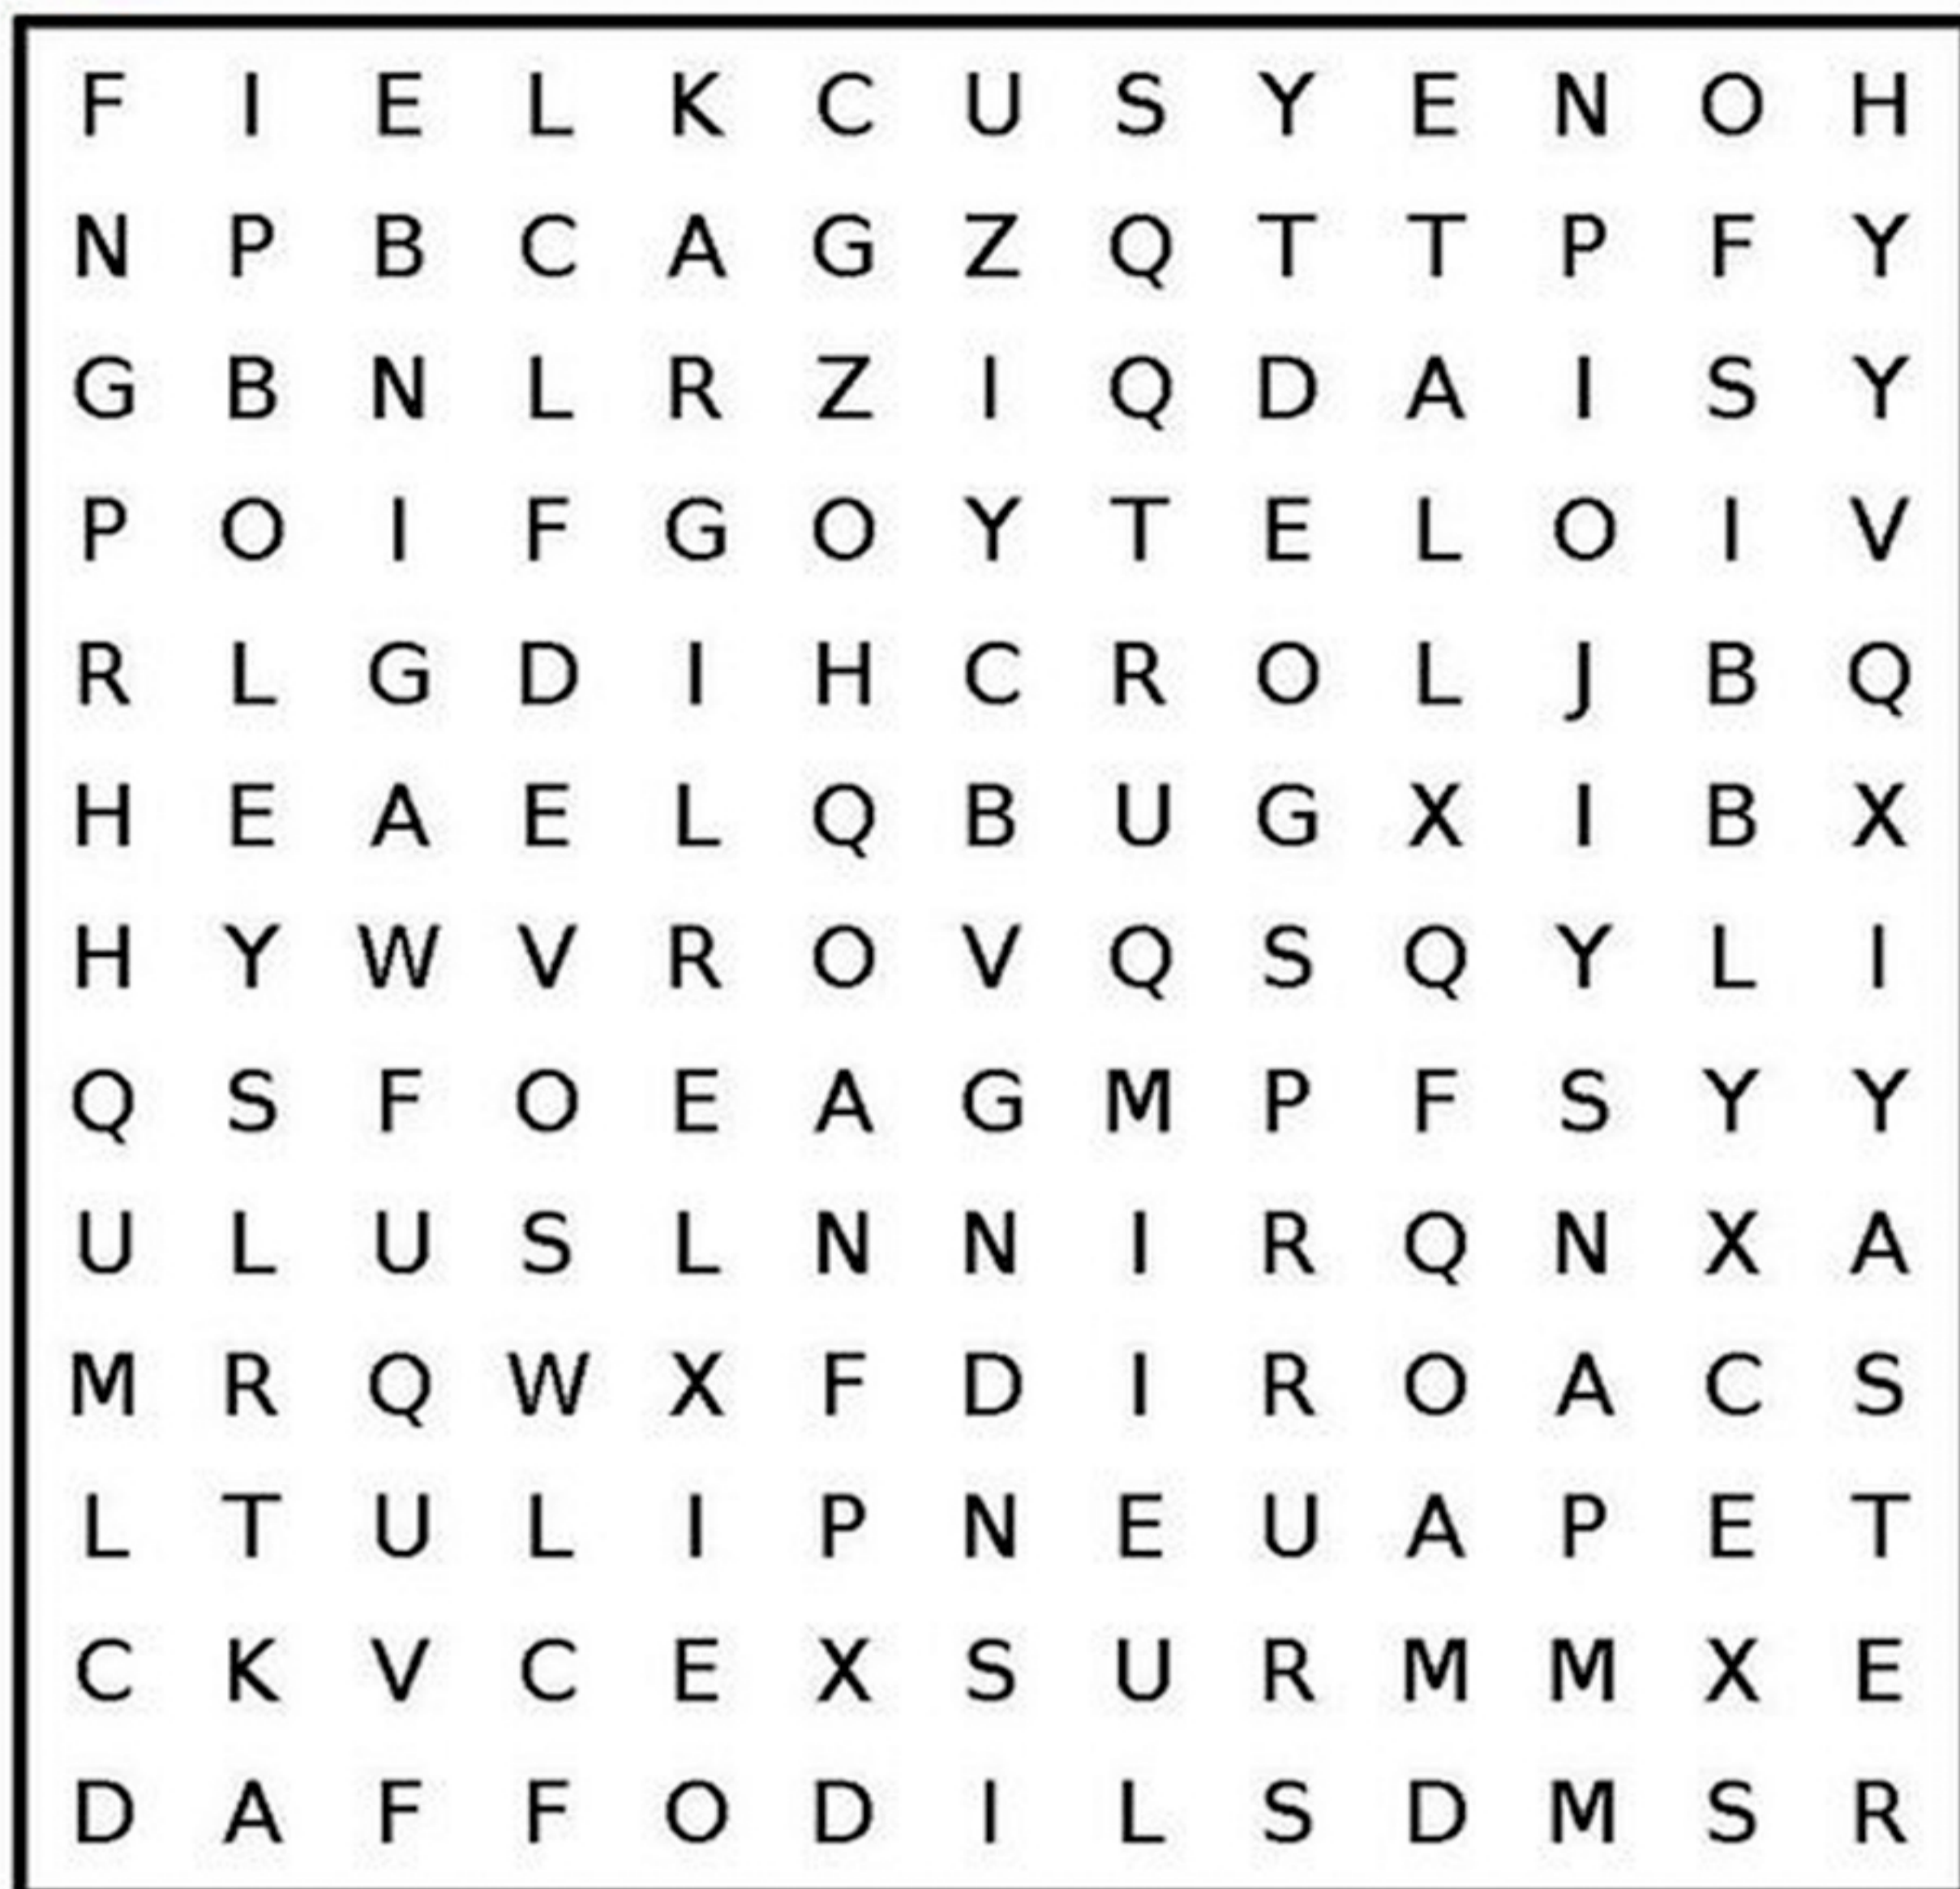 F I E L K C U S Y E N O H
N P B C A G Z Q T T P F Y
G B N L R Z I Q D A I S Y
P O I F G O Y T E L O I V
R L G D I H C R O L J B Q
H E A E L Q B U G X I B X
H Y W V R O V Q S Q Y L I
Q S F O E A G M P F S Y Y
U L U S L N N I R Q N X A
M R Q W X F D I R O A C S
L T U L I P N E U A P E T
C K V C E X S U R M M X E
D A F F O D I L S D M S R